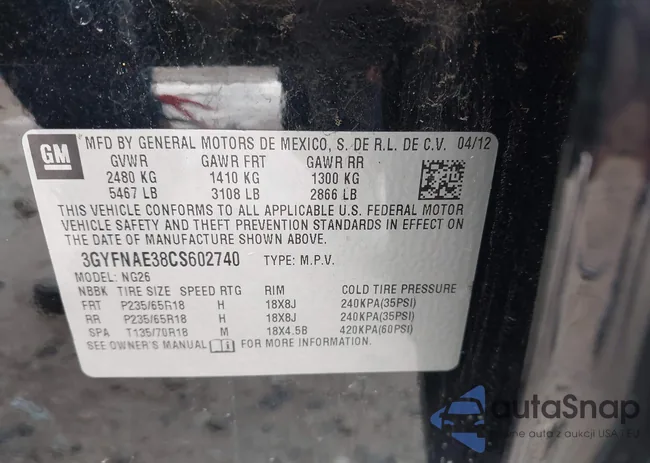 GM
MFD BY GENERAL MOTORS DE MEXICO, S. DE R.L. DE C.V. 04/12
GVWR GAWR FRT GAWR RR
2480 KG 1410 KG 1300 KG
5467 LB 3108 LB 2866 LB
THIS VEHICLE CONFORMS TO ALL APPLICABLE U.S. FEDERAL MOTOR
VEHICLE SAFETY AND THEFT PREVENTION STANDARDS IN EFFECT ON
THE DATE OF MANUFACTURE SHOWN ABOVE.
3GYFNAE38CS602740 TYPE: M.P.V.
MODEL: NG26
NBBK TIRE SIZE SPEED RTG RIM COLD TIRE PRESSURE
FRT P235/65R18 H 18X8J 240KPA(35PSI)
RR P235/65R18 H 18X8J 240KPA(35PSI)
SPA T135/70R18 M 18X4.5B 420KPA(60PSI)
SEE OWNER'S MANUAL FOR MORE INFORMATION.
autaSnap
auta z aukcji USA